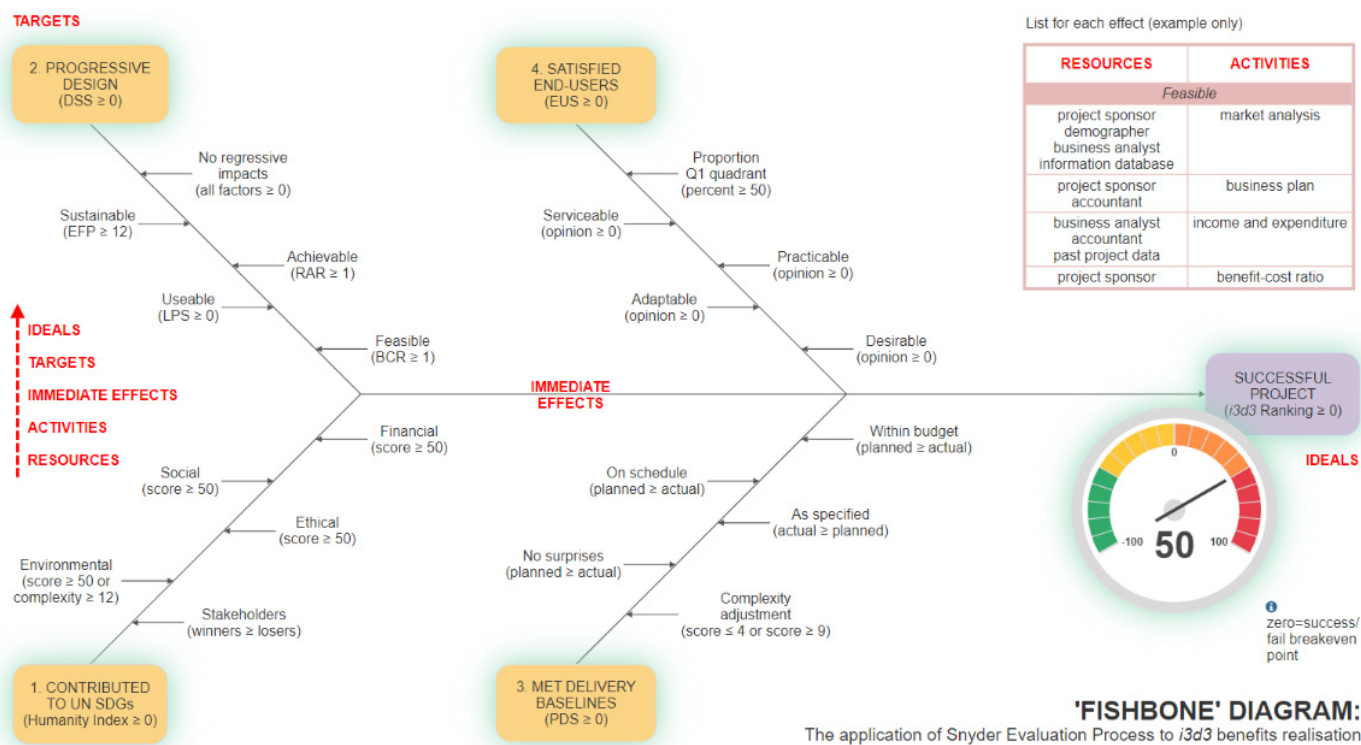 TARGETS
2. PROGRESSIVE
DESIGN
(DSS ≥ 0)
No regressive
impacts
(all factors ≥ 0)
Sustainable
(EFP ≥ 12)
Achievable
(RAR ≥ 1)
Useable
(LPS ≥ 0)
Feasible
(BCR ≥ 1)
4. SATISFIED
END-USERS
(EUS ≥ 0)
Proportion
Q1 quadrant
(percent ≥ 50)
Serviceable
(opinion ≥ 0)
Practicable
(opinion ≥ 0)
Adaptable
(opinion ≥ 0)
Desirable
(opinion ≥ 0)
List for each effect (example only)
RESOURCES ACTIVITIES
Feasible
project sponsor market analysis
demographer
business analyst
information database
project sponsor business plan
accountant
business analyst income and expenditure
accountant
past project data
project sponsor benefit-cost ratio
IDEALS
TARGETS
IMMEDIATE EFFECTS
ACTIVITIES
RESOURCES
IMMEDIATE
EFFECTS
SUCCESSFUL
PROJECT
(i3d3 Ranking ≥ 0)
IDEALS
0
-100 50 100
zero=success/
fail breakeven
point
Financial
(score ≥ 50)
Social
(score ≥ 50)
Ethical
(score ≥ 50)
Environmental
(score ≥ 50 or
complexity ≥ 12)
Stakeholders
(winners ≥ losers)
1. CONTRIBUTED
TO UN SDGs
(Humanity Index ≥ 0)
Within budget
(planned ≥ actual)
On schedule
(planned ≥ actual)
As specified
(actual ≥ planned)
No surprises
(planned ≥ actual)
Complexity
adjustment
(score ≤ 4 or score ≥ 9)
3. MET DELIVERY
BASELINES
(PDS ≥ 0)
'FISHBONE' DIAGRAM:
The application of Snyder Evaluation Process to i3d3 benefits realisation